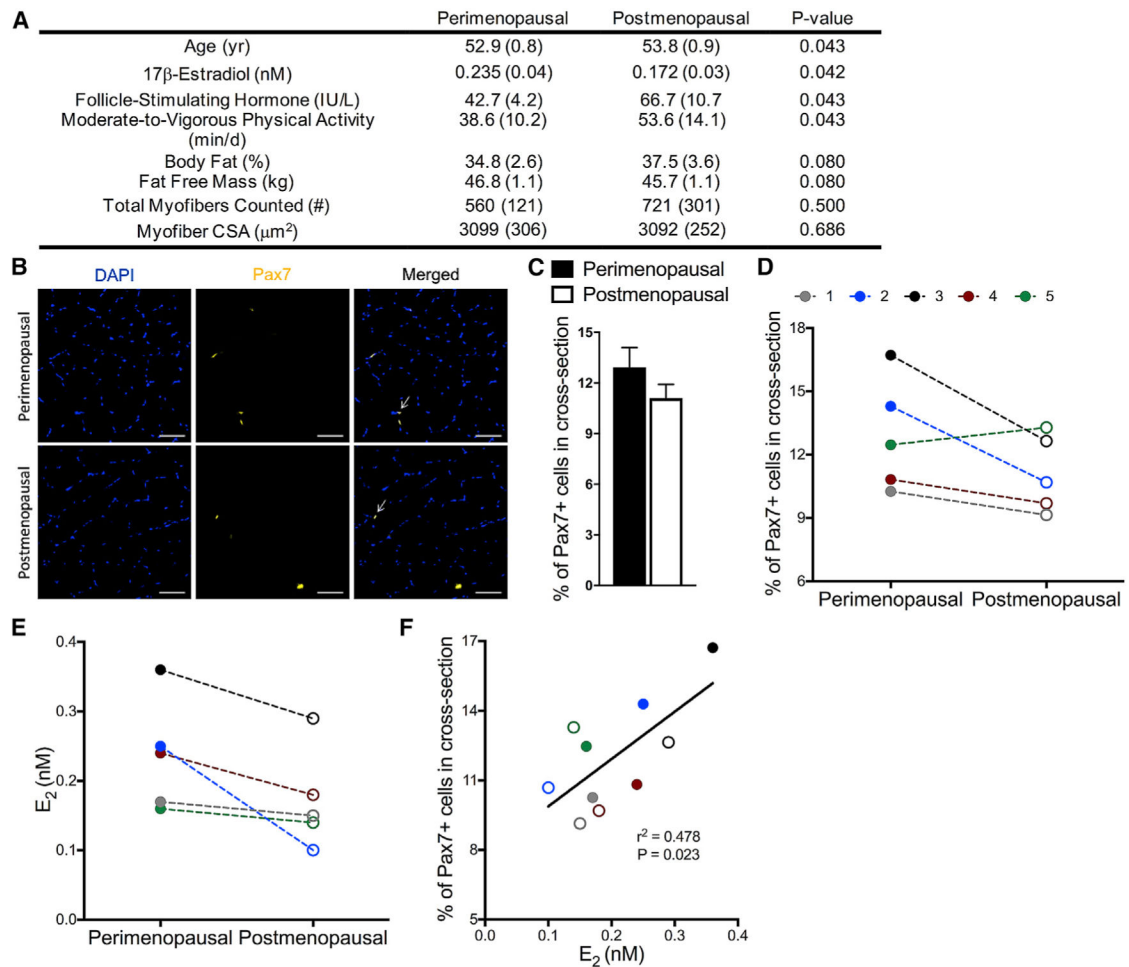 A
Perimenopausal Postmenopausal P-value
Age (yr) 52.9 (0.8) 53.8 (0.9) 0.043
17β-Estradiol (nM) 0.235 (0.04) 0.172 (0.03) 0.042
Follicle-Stimulating Hormone (IU/L) 42.7 (4.2) 66.7 (10.7 0.043
Moderate-to-Vigorous Physical Activity 38.6 (10.2) 53.6 (14.1) 0.043
(min/d)
Body Fat (%) 34.8 (2.6) 37.5 (3.6) 0.080
Fat Free Mass (kg) 46.8 (1.1) 45.7 (1.1) 0.080
Total Myofibers Counted (#) 560 (121) 721 (301) 0.500
Myofiber CSA (μm²) 3099 (306) 3092 (252) 0.686
B
DAPI Pax7 Merged
Perimenopausal
Postmenopausal
C
Perimenopausal
Postmenopausal
% of Pax7+ cells in cross-section
15
12
9
6
3
0
D
1 2 3 4 5
% of Pax7+ cells in cross-section
18
15
12
9
6
Perimenopausal Postmenopausal
E
E₂ (nM)
0.4
0.3
0.2
0.1
0.0
Perimenopausal Postmenopausal
F
% of Pax7+ cells in cross-section
17
14
11
8
5
r² = 0.478
P = 0.023
0.0 0.1 0.2 0.3 0.4
E₂ (nM)